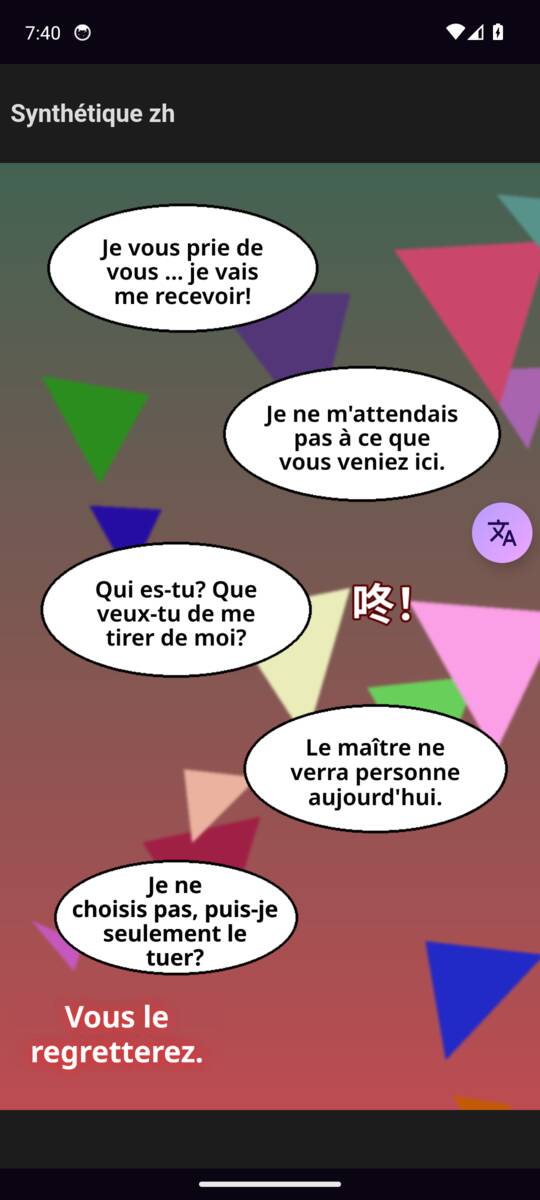 7:40
Synthétique zh
Je vous prie de
vous ... je vais
me recevoir!
Je ne m'attendais
pas à ce que
vous veniez ici.
Qui es-tu? Que
veux-tu de me
tirer de moi?
咚!
Le maître ne
verra personne
aujourd'hui.
Je ne
choisis pas, puis-je
seulement le
tuer?
Vous le
regretterez.